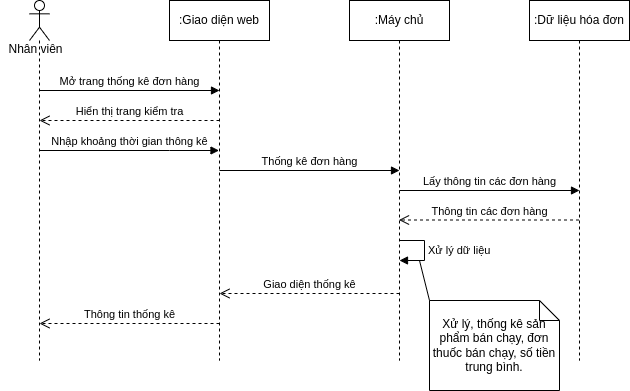 :Giao diện web
:Máy chủ
:Dữ liệu hóa đơn
Nhân viên
Mở trang thống kê đơn hàng
Hiển thị trang kiểm tra
Nhập khoảng thời gian thông kê
Thống kê đơn hàng
Lấy thông tin các đơn hàng
Thông tin các đơn hàng
Xử lý dữ liệu
Giao diện thống kê
Thông tin thống kê
Xử lý, thống kê sản
phẩm bán chạy, đơn
thuốc bán chạy, số tiền
trung bình.